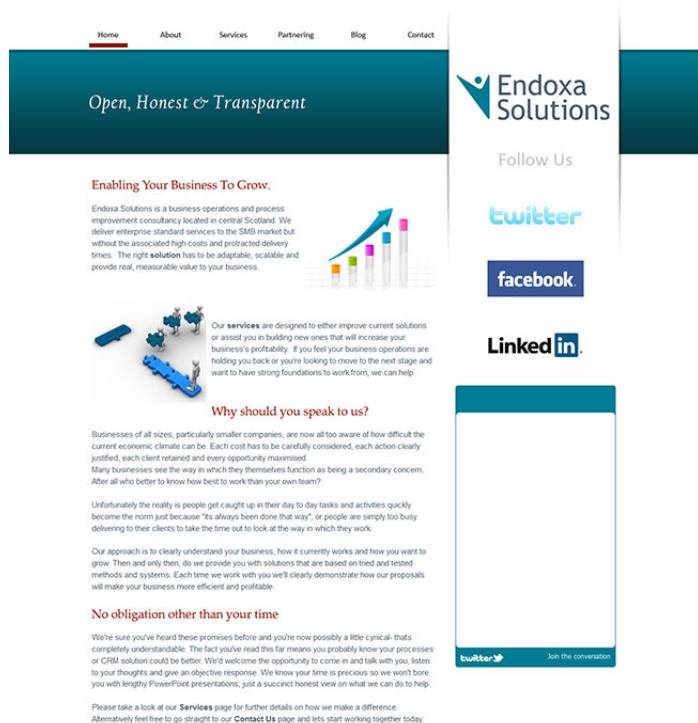 Home About Services Partnering Blog Contact
Open, Honest & Transparent
Endoxa
Solutions
Follow Us
twitter
facebook.
Linked in.
Enabling Your Business To Grow.
Endoxa Solutions is a business operations and process
improvement consultancy located in central Scotland. We
deliver enterprise standard services to the SMB market but
without the associated high costs and protracted delivery
times. The right solution has to be adaptable, scalable and
provide real, measurable value to your business.
Our services are designed to either improve current solutions
or assist you in building new ones that will increase your
business's profitability. If you feel your business operations are
holding you back or you're looking to move to the next stage and
want to have strong foundations to work from, we can help.
Why should you speak to us?
Businesses of all sizes, particularly smaller companies, are now all too aware of how difficult the
current economic climate can be. Each cost has to be carefully considered, each action clearly
justified, each client retained and every opportunity maximised.
Many businesses see the way in which they themselves function as being a secondary concern.
After all who better to know how best to work than your own team?
Unfortunately the reality is people get caught up in their day to day tasks and activities quickly
become the norm just because "its always been done that way", or people are simply too busy
delivering to their clients to take the time out to look at the way in which they work.
Our approach is to clearly understand your business, how it currently works and how you want to
grow. Then and only then, do we provide you with solutions that are based on tried and tested
methods and systems. Each time we work with you we'll clearly demonstrate how our proposals
will make your business more efficient and profitable.
No obligation other than your time
We're sure you've heard these promises before and you're now possibly a little cynical- thats
completely understandable. The fact you've read this far means you probably know your processes
or CRM solution could be better. We'd welcome the opportunity to come in and talk with you, listen
to your thoughts and give an objective response. We know your time is precious so we won't bore
you with lengthy PowerPoint presentations, just a succinct honest view on what we can do to help.
Please take a look at our Services page for further details on how we make a difference.
Alternatively feel free to go straight to our Contact Us page and lets start working together today.
twitter Join the conversation